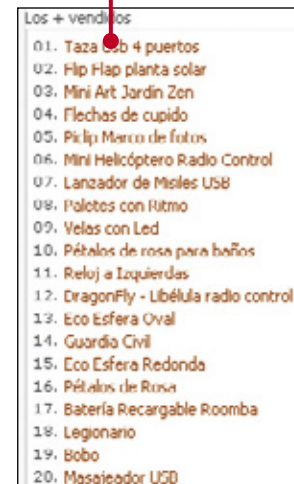 Los + vendidos
01. Taza Usb 4 puertos
02. Flip Flap planta solar
03. Mini Art Jardín Zen
04. Flechas de cupido
05. Piclip Marco de fotos
06. Mini Helicóptero Radio Control
07. Lanzador de Misiles USB
08. Palotes con Ritmo
09. Velas con Led
10. Pétalos de rosa para baños
11. Reloj a Izquierdas
12. DragonFly - Libélula radio control
13. Eco Esfera Oval
14. Guardia Civil
15. Eco Esfera Redonda
16. Pétalos de Rosa
17. Batería Recargable Roomba
18. Legionario
19. Bobo
20. Masajeador USB